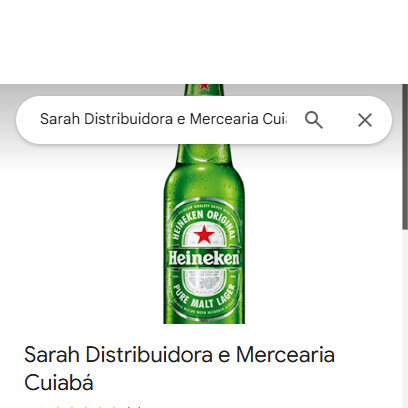 Sarah Distribuidora e Mercearia Cuia
HEINEKEN ORIGINAL
Heineken
PURE MALT LAGER
Sarah Distribuidora e Mercearia
Cuiabá